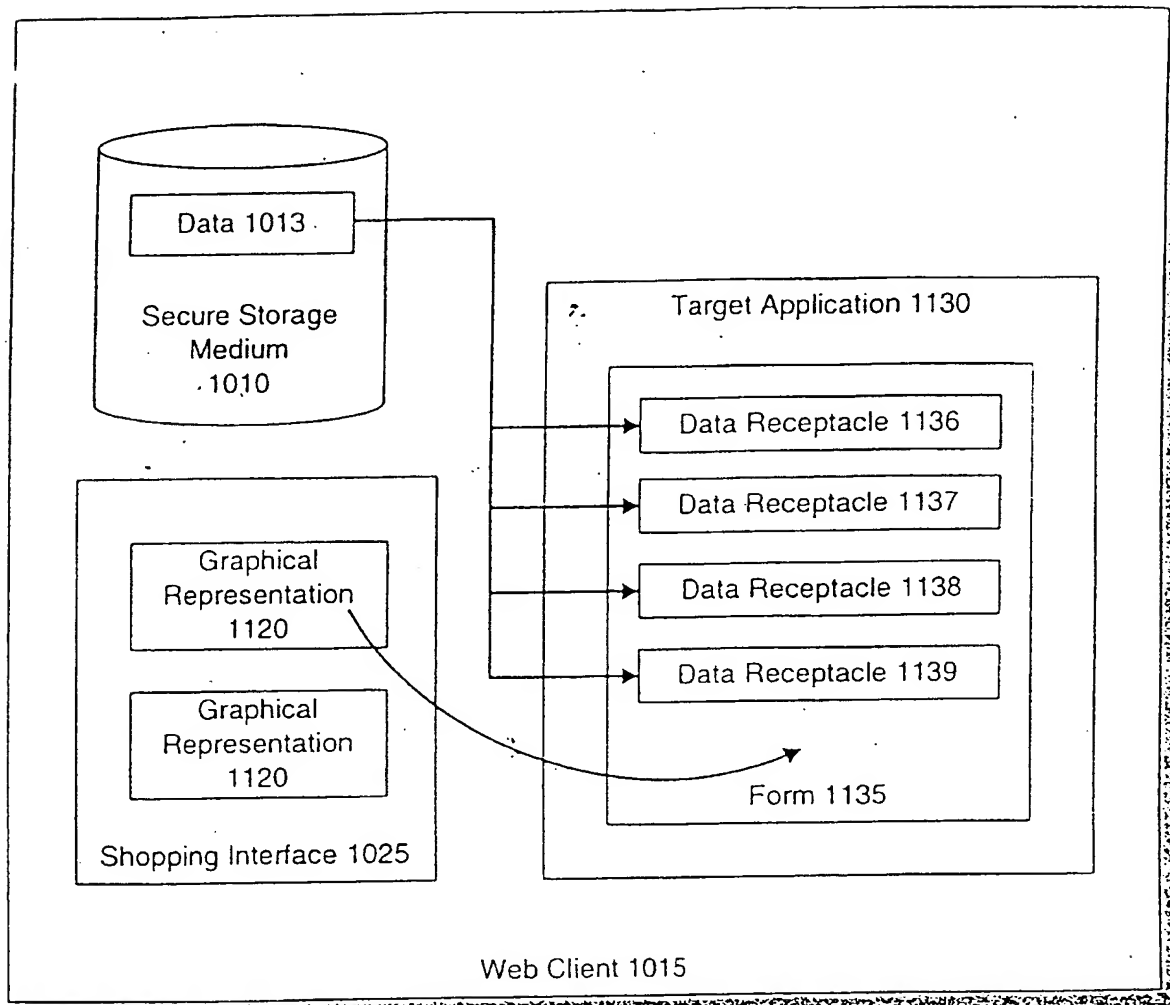 Data 1013
Secure Storage
Medium
1010
Target Application 1130
Data Receptacle 1136
Data Receptacle 1137
Data Receptacle 1138
Data Receptacle 1139
Form 1135
Graphical
Representation
1120
Graphical
Representation
1120
Shopping Interface 1025
Web Client 1015